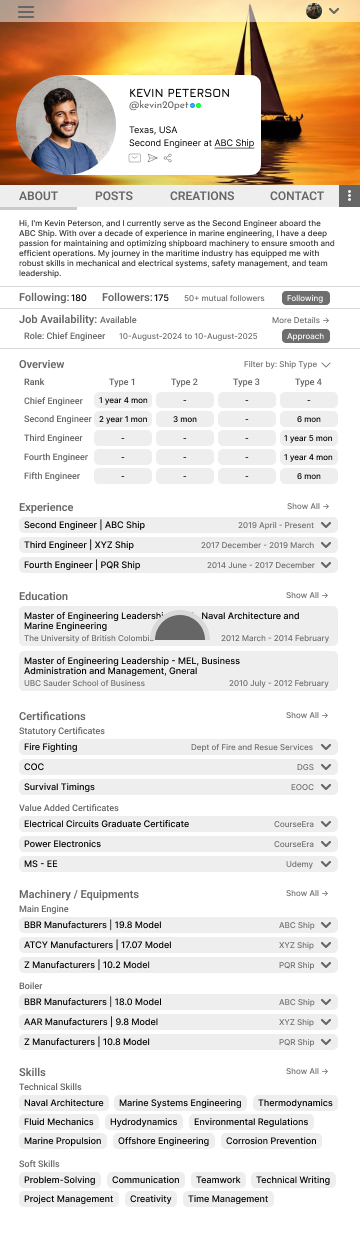 KEVIN PETERSON
@kevin20pet
Texas, USA
Second Engineer at ABC Ship
ABOUT POSTS CREATIONS CONTACT
Hi, I'm Kevin Peterson, and I currently serve as the Second Engineer aboard the
ABC Ship. With over a decade of experience in marine engineering, I have a deep
passion for maintaining and optimizing shipboard machinery to ensure smooth and
efficient operations. My journey in the maritime industry has equipped me with
robust skills in mechanical and electrical systems, safety management, and team
leadership.
Following: 180 Followers: 175 50+ mutual followers Following
Job Availability: Available More Details →
Role: Chief Engineer 10-August-2024 to 10-August-2025 Approach
Overview Filter by: Ship Type
Rank Type 1 Type 2 Type 3 Type 4
Chief Engineer 1 year 4 mon - - -
Second Engineer 2 year 1 mon 3 mon - 6 mon
Third Engineer - - - 1 year 5 mon
Fourth Engineer - - - 1 year 4 mon
Fifth Engineer - - - 6 mon
Experience Show All →
Second Engineer | ABC Ship 2019 April - Present
Third Engineer | XYZ Ship 2017 December - 2019 March
Fourth Engineer | PQR Ship 2014 June - 2017 December
Education Show All →
Master of Engineering Leadershi Naval Architecture and
Marine Engineering
The University of British Colombi... 2012 March - 2014 February
Master of Engineering Leadership - MEL, Business
Administration and Management, Gneral
UBC Sauder School of Business 2010 July - 2012 February
Certifications Show All →
Statutory Certificates
Fire Fighting Dept of Fire and Resue Services
COC DGS
Survival Timings EOOC
Value Added Certificates
Electrical Circuits Graduate Certificate CourseEra
Power Electronics CourseEra
MS - EE Udemy
Machinery / Equipments Show All →
Main Engine
BBR Manufacturers | 19.8 Model ABC Ship
ATCY Manufacturers | 17.07 Model XYZ Ship
Z Manufacturers | 10.2 Model PQR Ship
Boiler
BBR Manufacturers | 18.0 Model ABC Ship
AAR Manufacturers | 9.8 Model XYZ Ship
Z Manufacturers | 10.8 Model PQR Ship
Skills Show All →
Technical Skills
Naval Architecture Marine Systems Engineering Thermodynamics
Fluid Mechanics Hydrodynamics Environmental Regulations
Marine Propulsion Offshore Engineering Corrosion Prevention
Soft Skills
Problem-Solving Communication Teamwork Technical Writing
Project Management Creativity Time Management